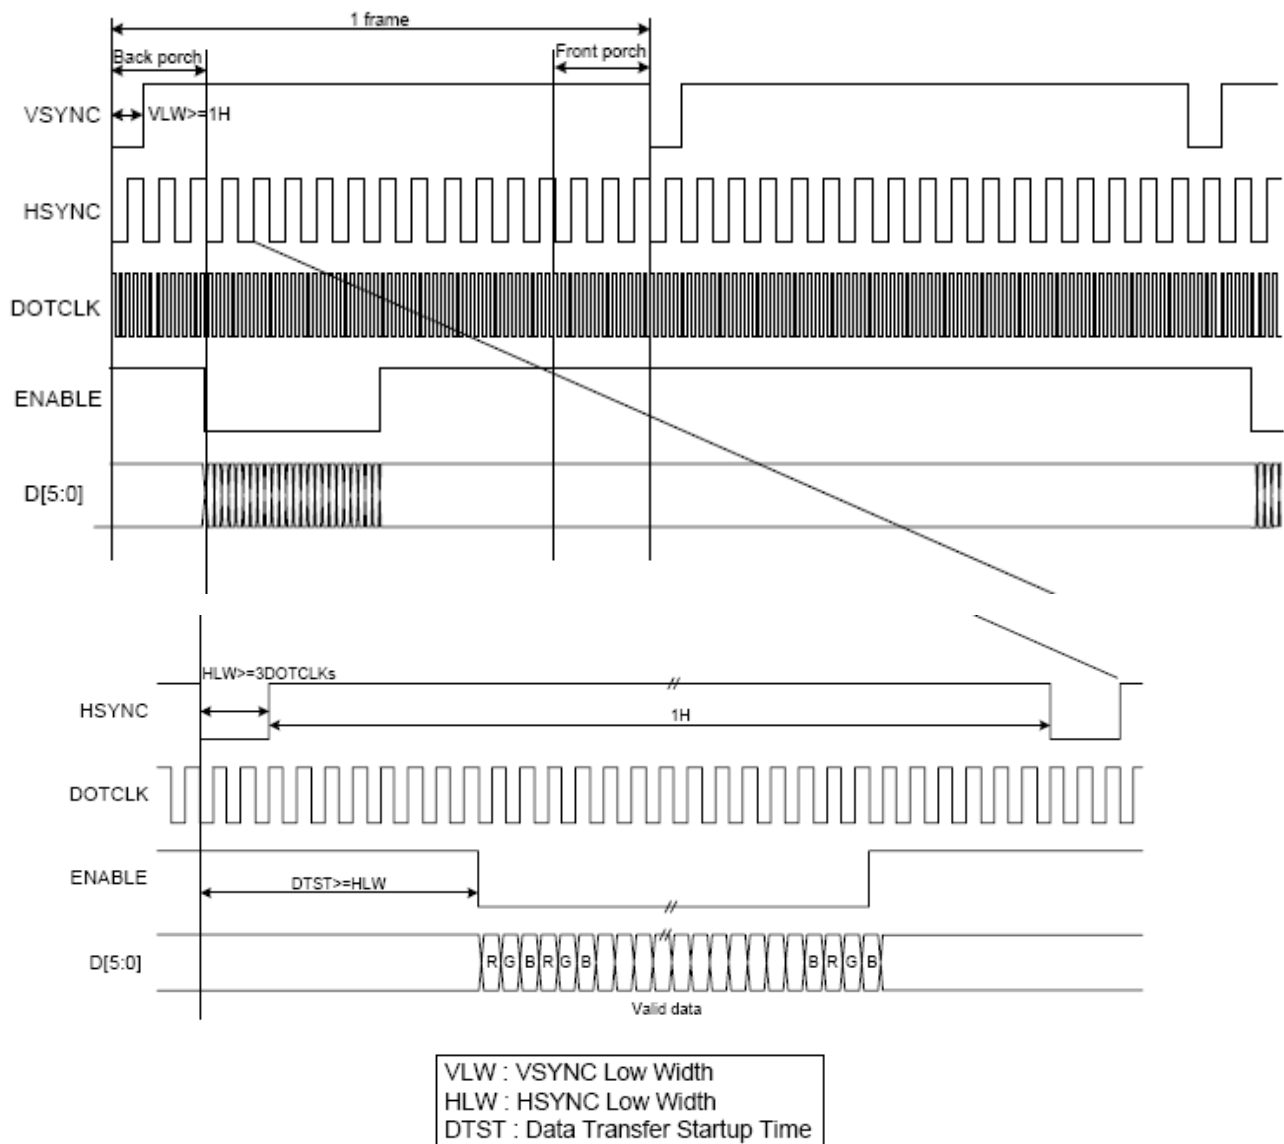 1 frame
Back porch
Front porch
VSYNC
VLW>=1H
HSYNC
DOTCLK
ENABLE
D[5:0]
HLW>=3DOTCLKs
HSYNC
//
1H
DOTCLK
ENABLE
DTST>=HLW
//
//
D[5:0]
R G B R G B B R G B
Valid data
VLW : VSYNC Low Width
HLW : HSYNC Low Width
DTST : Data Transfer Startup Time